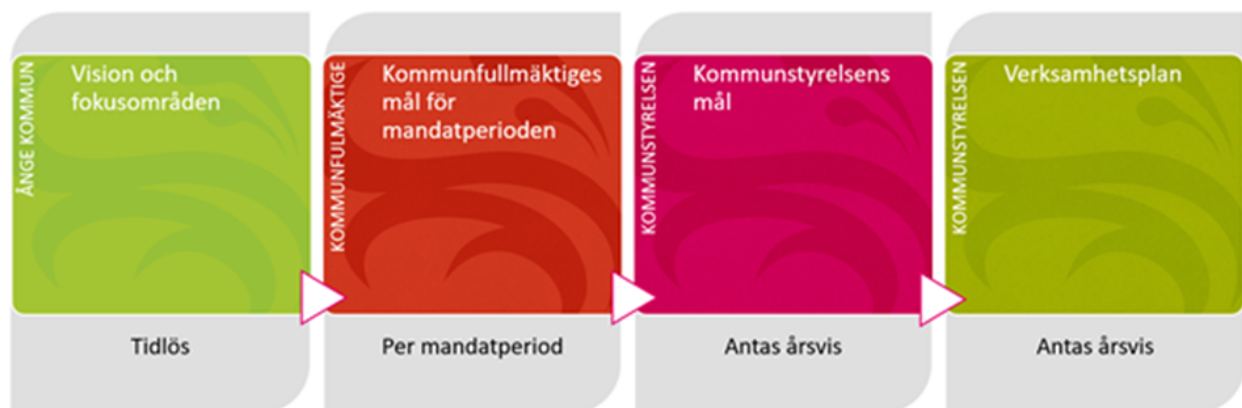 ÅNGE KOMMUN
Vision och
fokusområden
Tidlös
KOMMUNFULMÄKTIGE
Kommunfullmäktiges
mål för
mandatperioden
Per mandatperiod
KOMMUNSTYRELSEN
Kommunstyrelsens
mål
Antas årsvis
KOMMUNSTYRELSEN
Verksamhetsplan
Antas årsvis